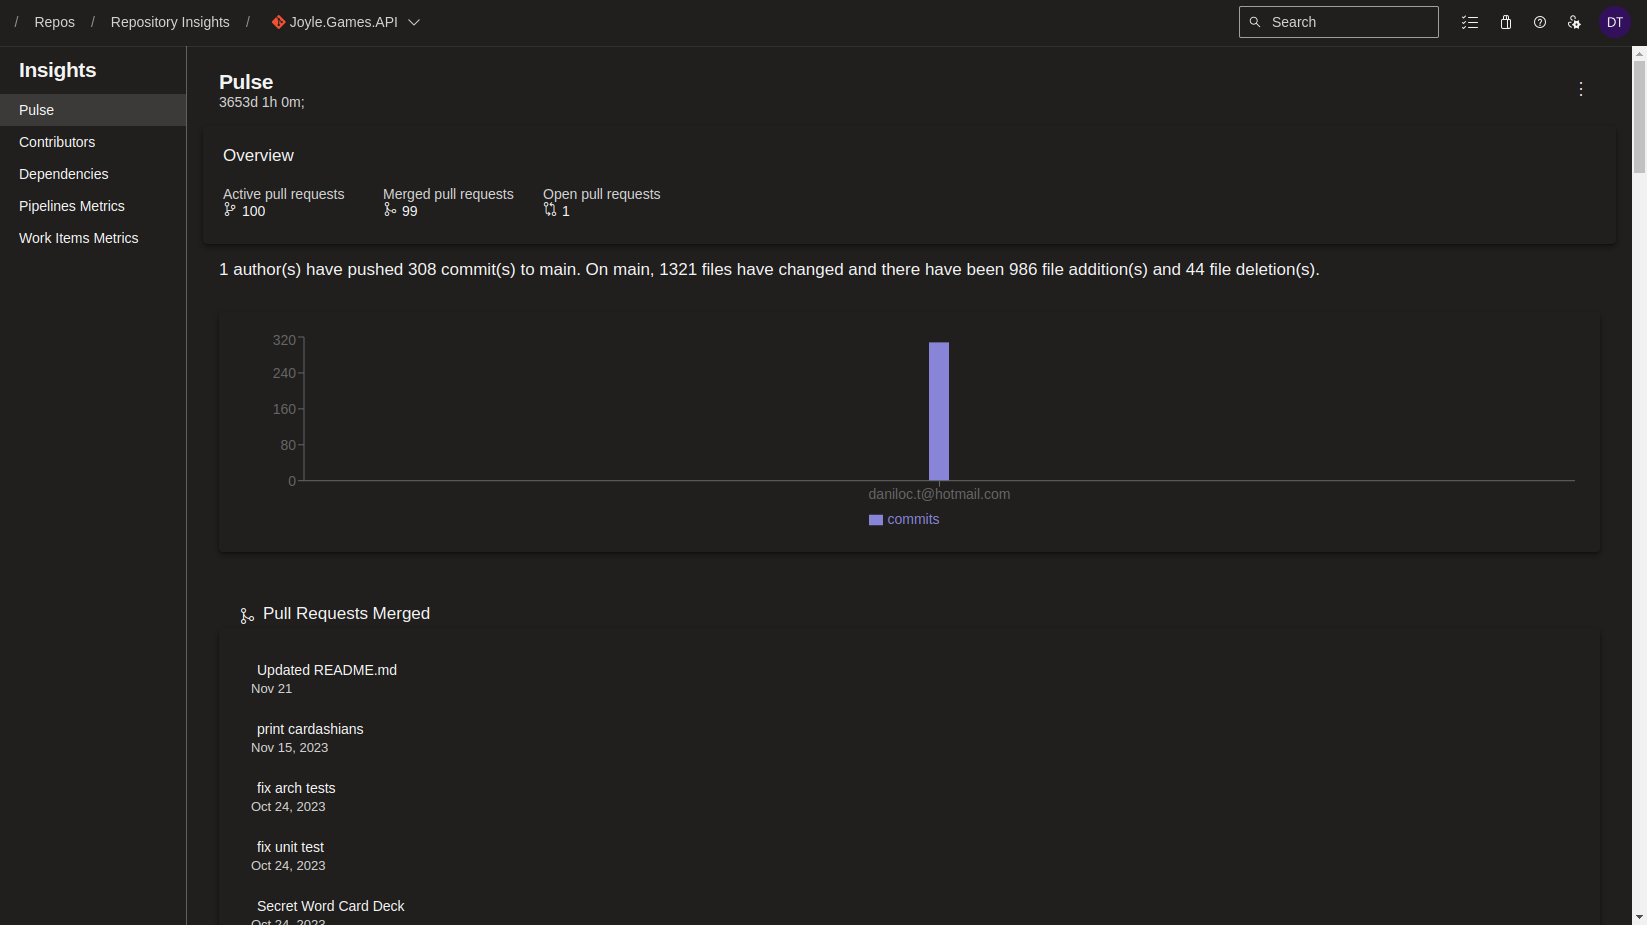 / Repos / Repository Insights / Joyle.Games.API
Search
DT
Insights
Pulse
Contributors
Dependencies
Pipelines Metrics
Work Items Metrics
Pulse
3653d 1h 0m;
Overview
Active pull requests
100
Merged pull requests
99
Open pull requests
1
1 author(s) have pushed 308 commit(s) to main. On main, 1321 files have changed and there have been 986 file addition(s) and 44 file deletion(s).
320
240
160
80
0
daniloc.t@hotmail.com
commits
Pull Requests Merged
Updated README.md
Nov 21
print cardashians
Nov 15, 2023
fix arch tests
Oct 24, 2023
fix unit test
Oct 24, 2023
Secret Word Card Deck
Oct 24, 2023